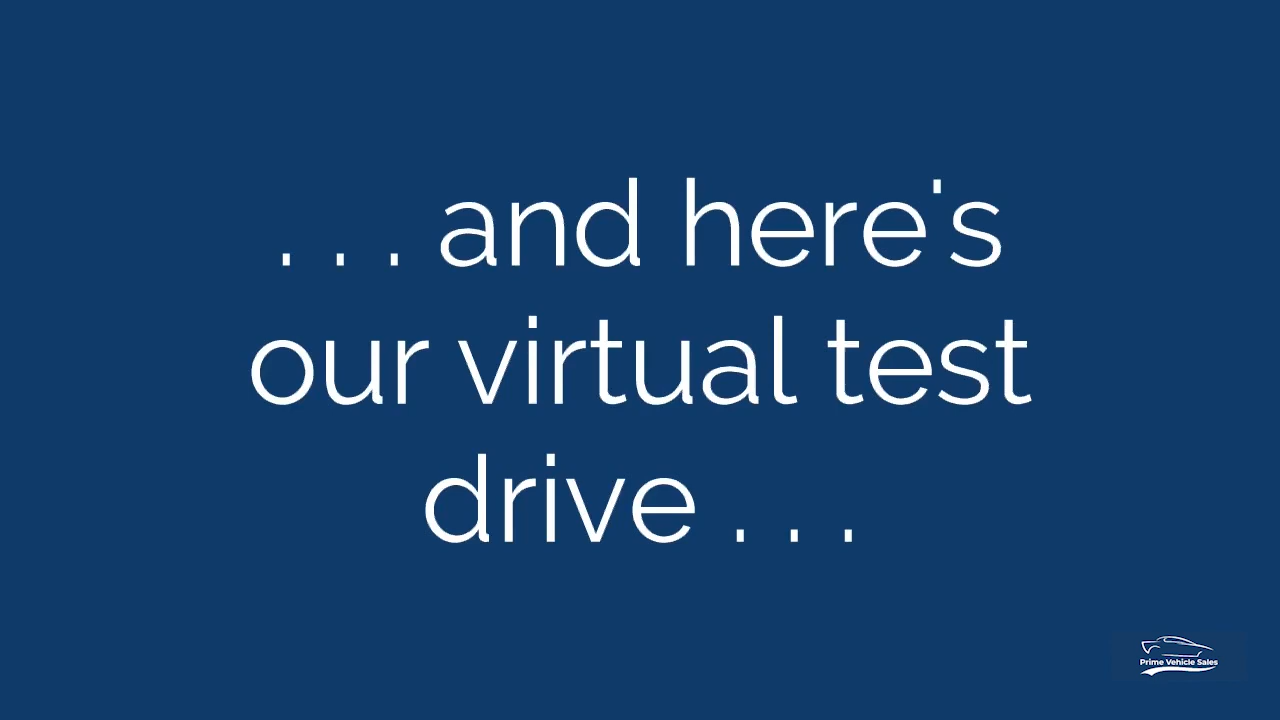 . . . and here's
our virtual test
drive . . .
Prime Vehicle Sales